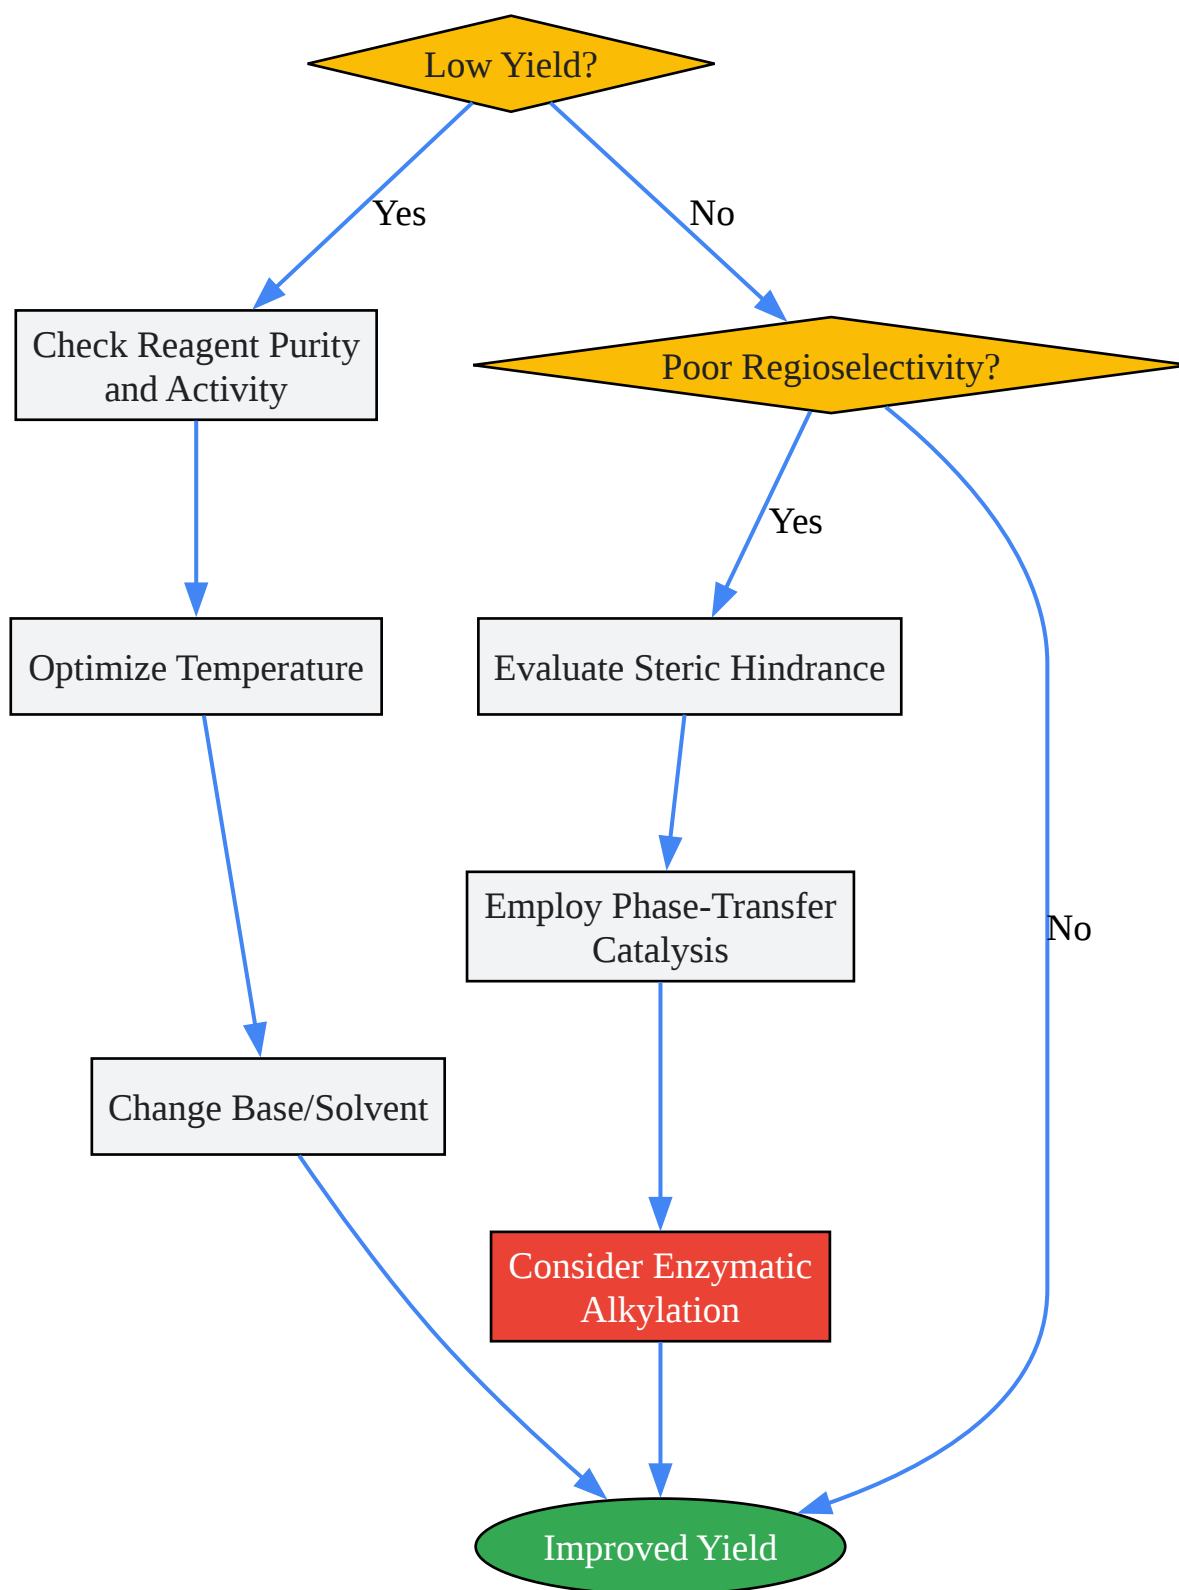 Low Yield?
Yes
No
Check Reagent Purity
and Activity
Poor Regioselectivity?
Yes
Optimize Temperature
Evaluate Steric Hindrance
Employ Phase-Transfer
Catalysis
No
Change Base/Solvent
Consider Enzymatic
Alkylation
Improved Yield